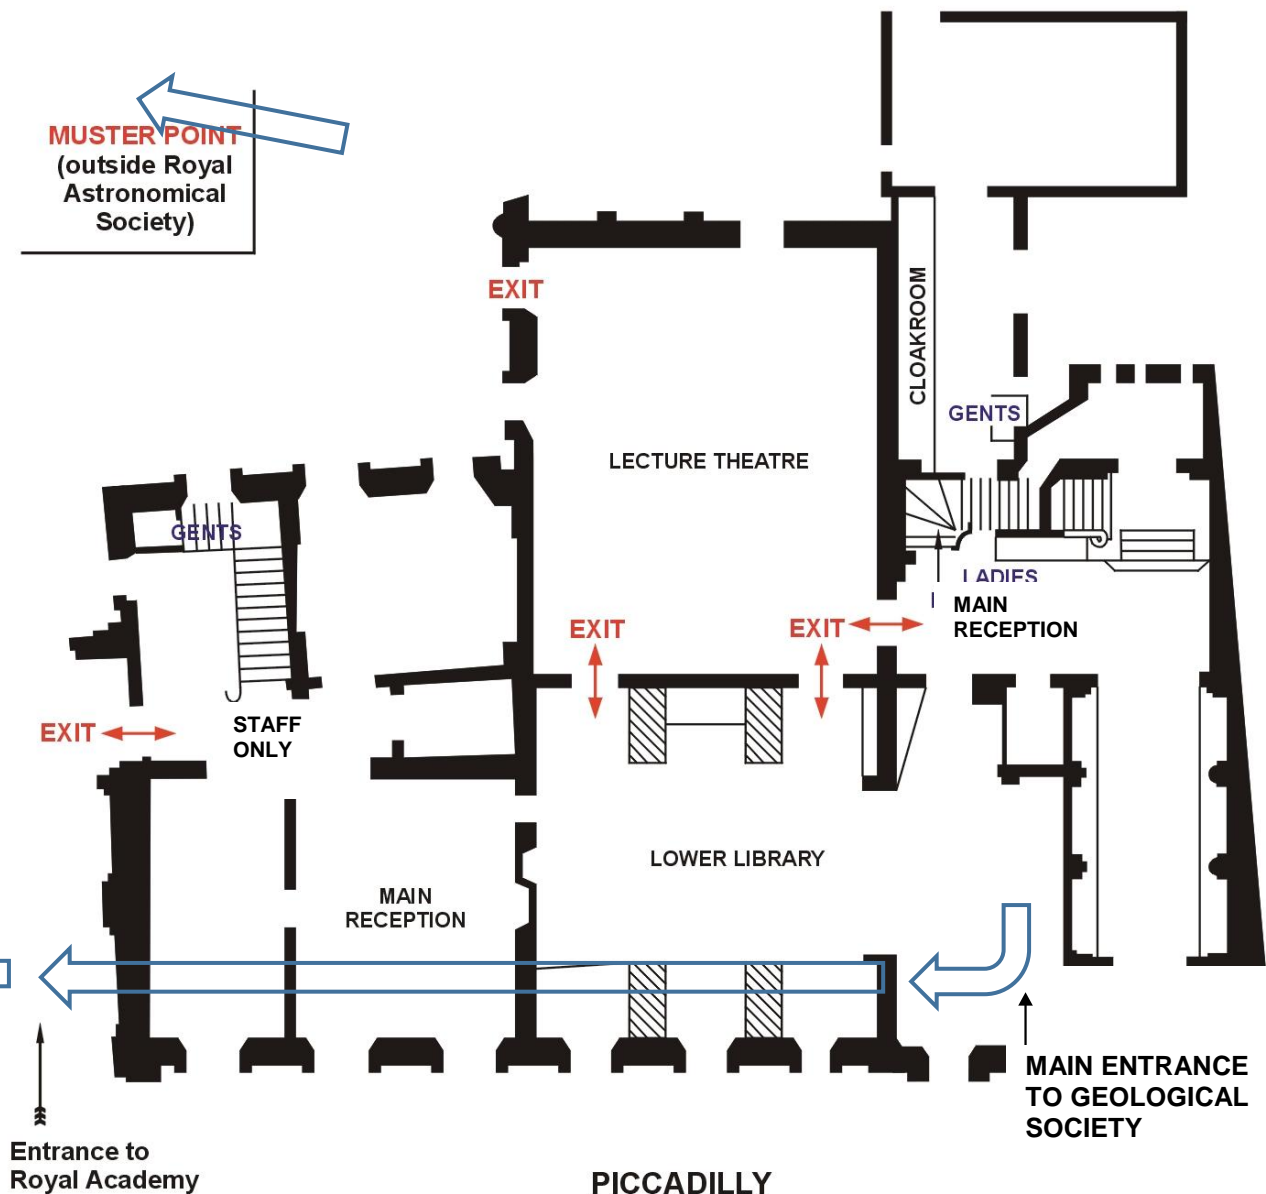 MUSTER POINT
(outside Royal
Astronomical
Society)
EXIT
CLOAKROOM
GENTS
LECTURE THEATRE
GENTS
LADIES
MAIN
RECEPTION
EXIT
EXIT
EXIT
STAFF
ONLY
LOWER LIBRARY
MAIN
RECEPTION
MAIN ENTRANCE
TO GEOLOGICAL
SOCIETY
Entrance to
Royal Academy
PICCADILLY